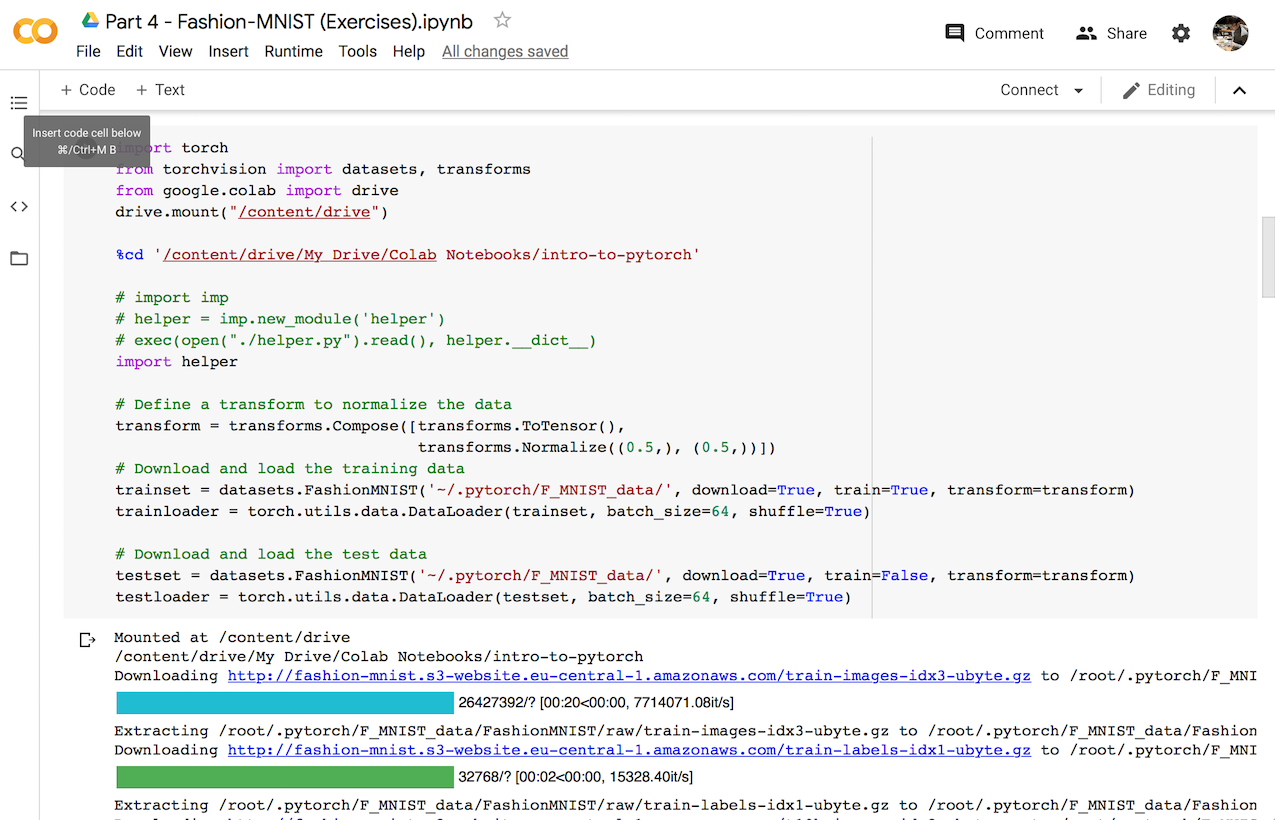 Part 4 - Fashion-MNIST (Exercises).ipynb
File Edit View Insert Runtime Tools Help All changes saved
Comment Share
+ Code + Text
Connect Editing
Insert code cell below
⌘/Ctrl+M B
import torch
from torchvision import datasets, transforms
from google.colab import drive
drive.mount("/content/drive")
%cd '/content/drive/My Drive/Colab Notebooks/intro-to-pytorch'
# import imp
# helper = imp.new_module('helper')
# exec(open("./helper.py").read(), helper.__dict__)
import helper
# Define a transform to normalize the data
transform = transforms.Compose([transforms.ToTensor(),
transforms.Normalize((0.5,), (0.5,))])
# Download and load the training data
trainset = datasets.FashionMNIST('~/.pytorch/F_MNIST_data/', download=True, train=True, transform=transform)
trainloader = torch.utils.data.DataLoader(trainset, batch_size=64, shuffle=True)
# Download and load the test data
testset = datasets.FashionMNIST('~/.pytorch/F_MNIST_data/', download=True, train=False, transform=transform)
testloader = torch.utils.data.DataLoader(testset, batch_size=64, shuffle=True)
Mounted at /content/drive
/content/drive/My Drive/Colab Notebooks/intro-to-pytorch
Downloading http://fashion-mnist.s3-website.eu-central-1.amazonaws.com/train-images-idx3-ubyte.gz to /root/.pytorch/F_MNI
26427392/? [00:20<00:00, 7714071.08it/s]
Extracting /root/.pytorch/F_MNIST_data/FashionMNIST/raw/train-images-idx3-ubyte.gz to /root/.pytorch/F_MNIST_data/Fashion
Downloading http://fashion-mnist.s3-website.eu-central-1.amazonaws.com/train-labels-idx1-ubyte.gz to /root/.pytorch/F_MNI
32768/? [00:02<00:00, 15328.40it/s]
Extracting /root/.pytorch/F_MNIST_data/FashionMNIST/raw/train-labels-idx1-ubyte.gz to /root/.pytorch/F_MNIST_data/Fashion